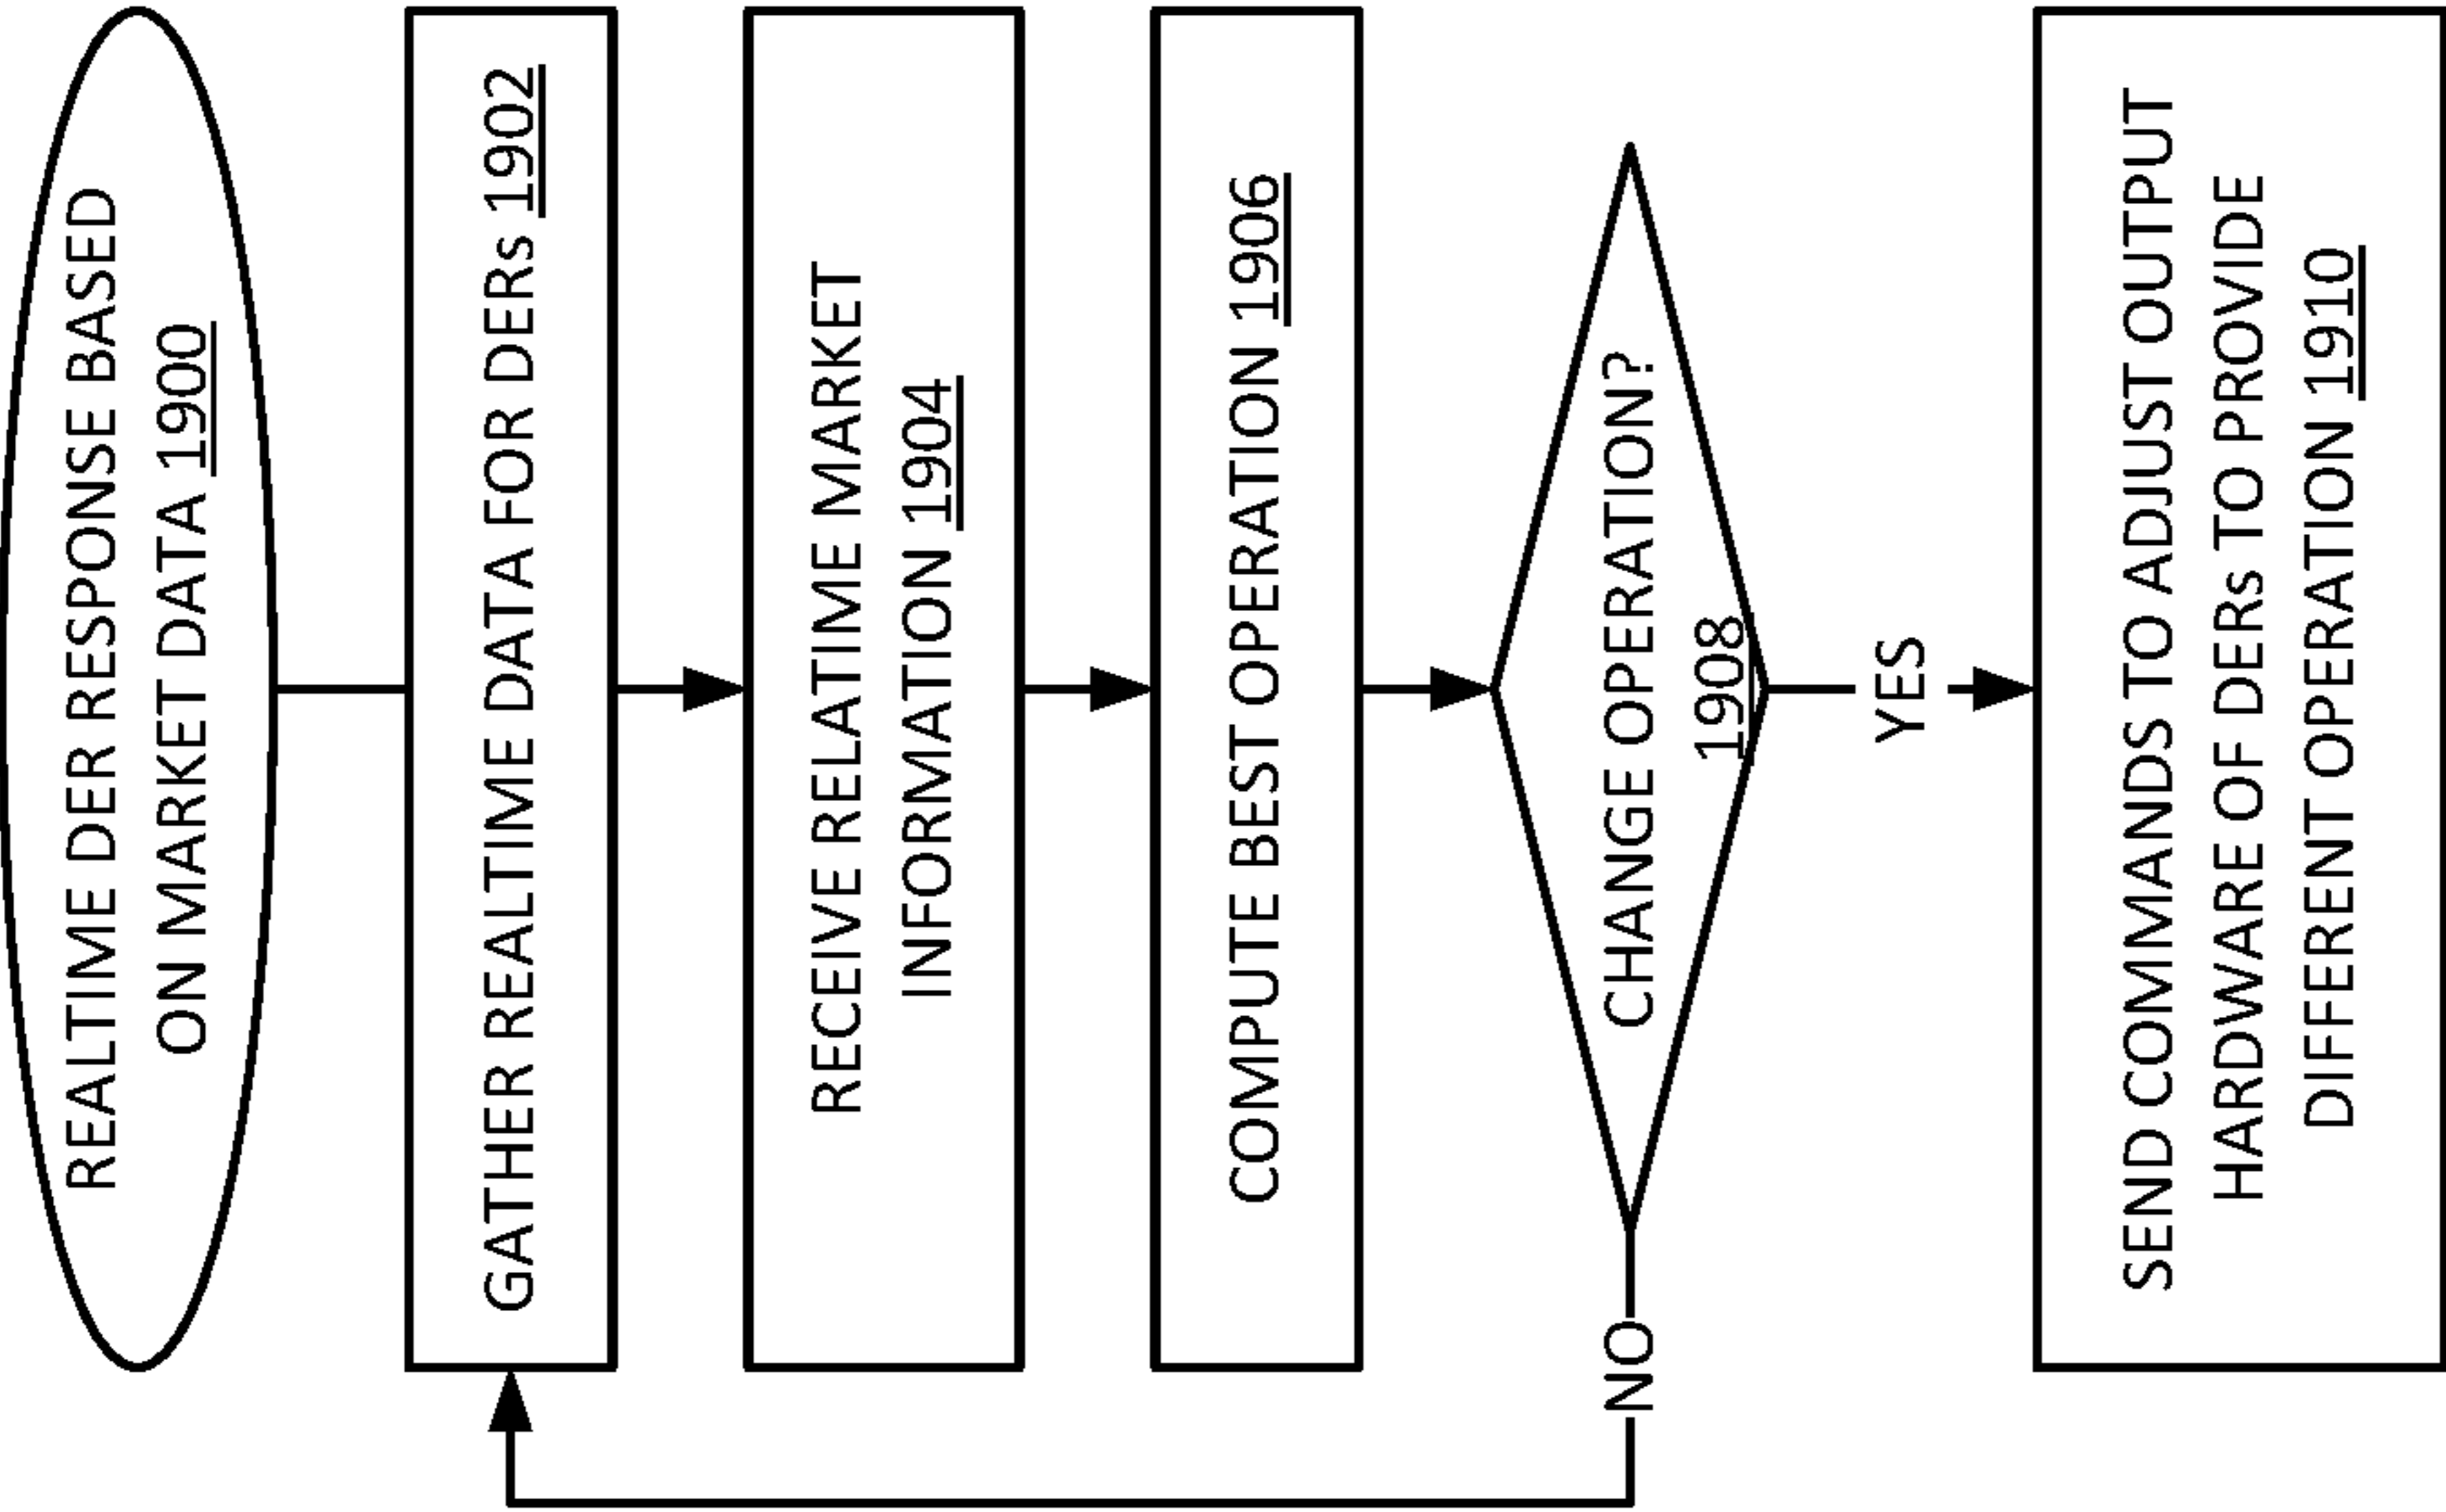 REALTIME DER RESPONSE BASED
ON MARKET DATA 1900
GATHER REALTIME DATA FOR DERs 1902
RECEIVE RELATIME MARKET
INFORMATION 1904
COMPUTE BEST OPERATION 1906
CHANGE OPERATION?
1908
NO
YES
SEND COMMANDS TO ADJUST OUTPUT
HARDWARE OF DERs TO PROVIDE
DIFFERENT OPERATION 1910